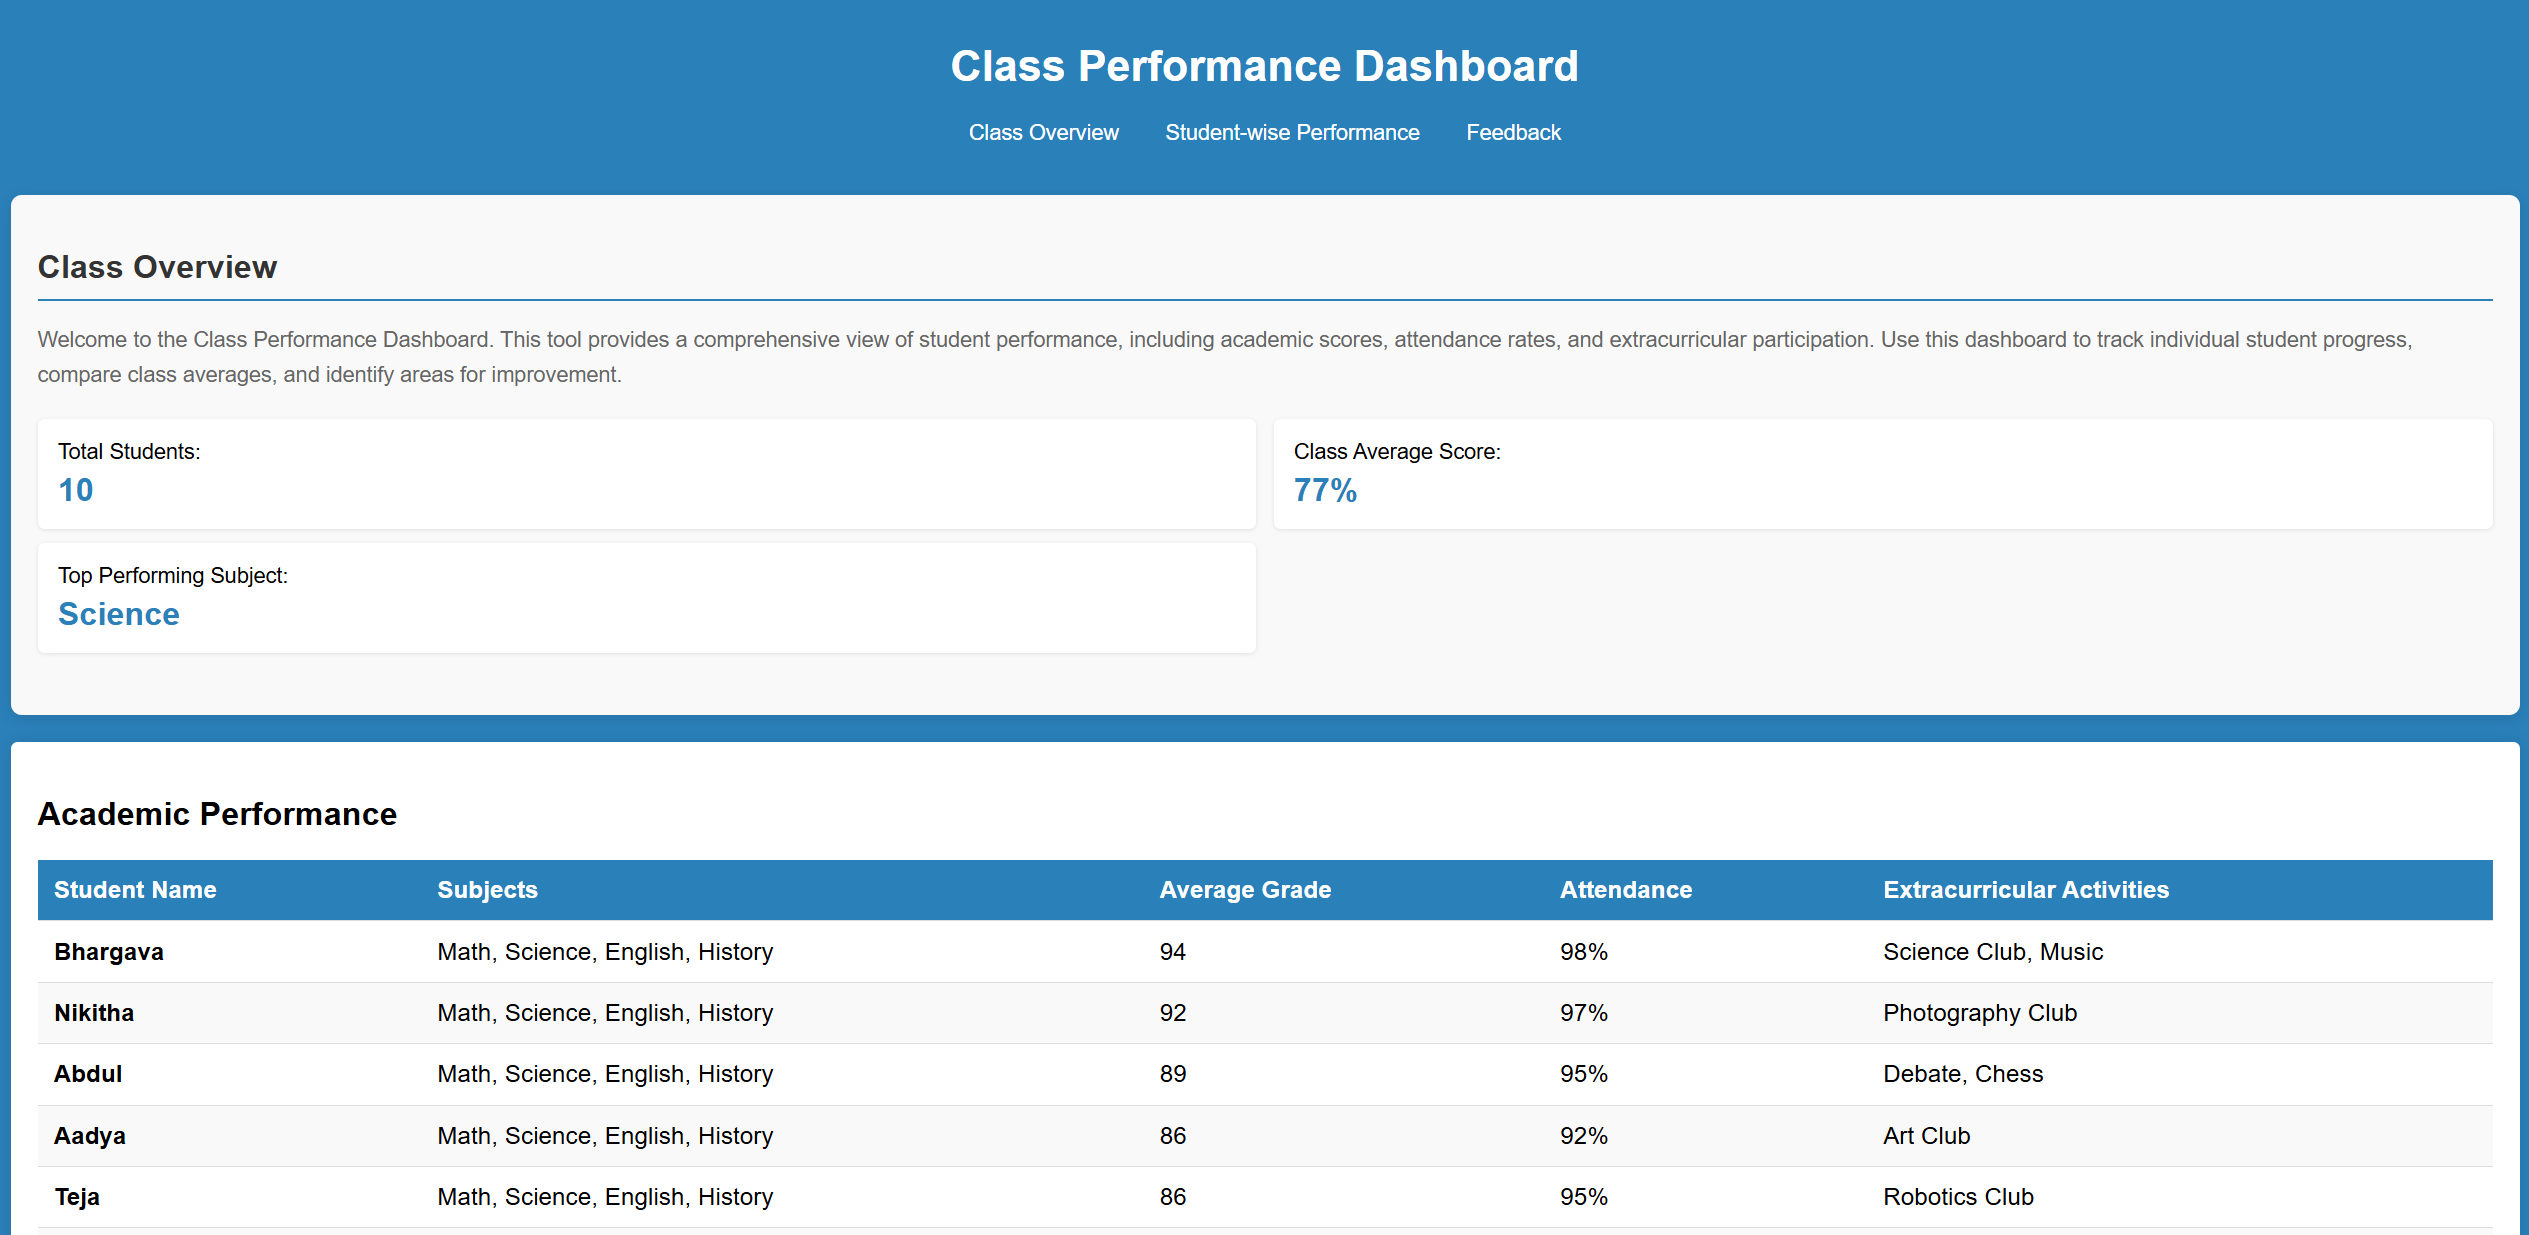 Class Performance Dashboard
Class Overview Student-wise Performance Feedback
Class Overview
Welcome to the Class Performance Dashboard. This tool provides a comprehensive view of student performance, including academic scores, attendance rates, and extracurricular participation. Use this dashboard to track individual student progress,
compare class averages, and identify areas for improvement.
Total Students:
10
Class Average Score:
77%
Top Performing Subject:
Science
Academic Performance
Student Name Subjects Average Grade Attendance Extracurricular Activities
Bhargava Math, Science, English, History 94 98% Science Club, Music
Nikitha Math, Science, English, History 92 97% Photography Club
Abdul Math, Science, English, History 89 95% Debate, Chess
Aadya Math, Science, English, History 86 92% Art Club
Teja Math, Science, English, History 86 95% Robotics Club